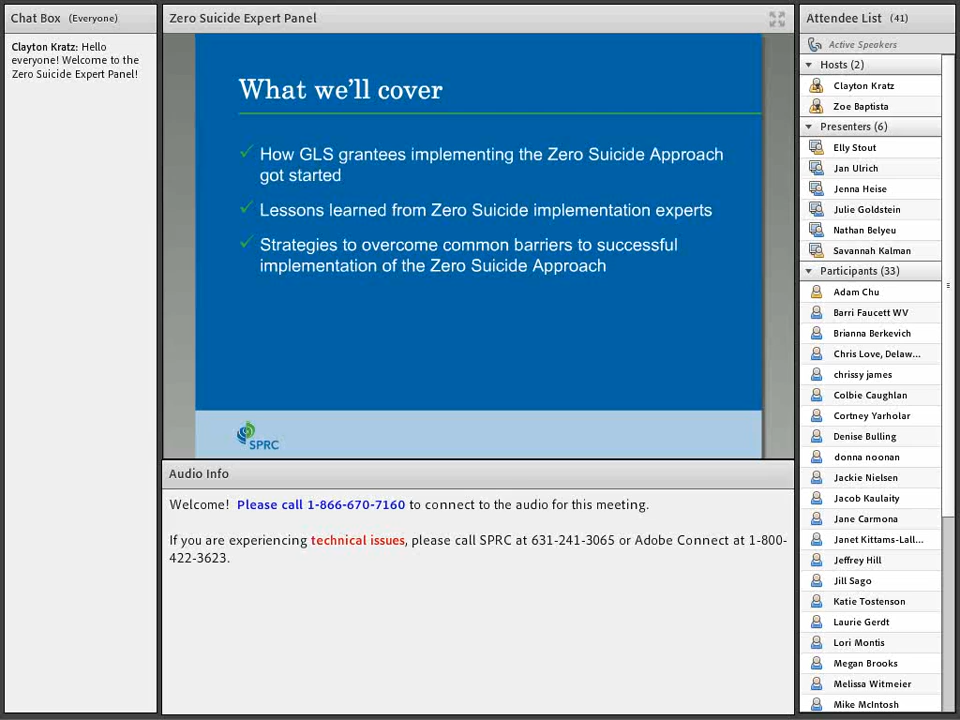 Chat Box (Everyone)
Clayton Kratz: Hello
everyone! Welcome to the
Zero Suicide Expert Panel!
Zero Suicide Expert Panel
What we'll cover
How GLS grantees implementing the Zero Suicide Approach
got started
Lessons learned from Zero Suicide implementation experts
Strategies to overcome common barriers to successful
implementation of the Zero Suicide Approach
SPRC
Audio Info
Welcome! Please call 1-866-670-7160 to connect to the audio for this meeting.
If you are experiencing technical issues, please call SPRC at 631-241-3065 or Adobe Connect at 1-800-
422-3623.
Attendee List (41)
Active Speakers
Hosts (2)
Clayton Kratz
Zoe Baptista
Presenters (6)
Elly Stout
Jan Ulrich
Jenna Heise
Julie Goldstein
Nathan Belyeu
Savannah Kalman
Participants (33)
Adam Chu
Barri Faucett WV
Brianna Berkevich
Chris Love, Delaw...
chrissy james
Colbie Caughlan
Cortney Yarholar
Denise Bulling
donna noonan
Jackie Nielsen
Jacob Kaulaity
Jane Carmona
Janet Kittams-Lall...
Jeffrey Hill
Jill Sago
Katie Tostenson
Laurie Gerdt
Lori Montis
Megan Brooks
Melissa Witmeier
Mike McIntosh